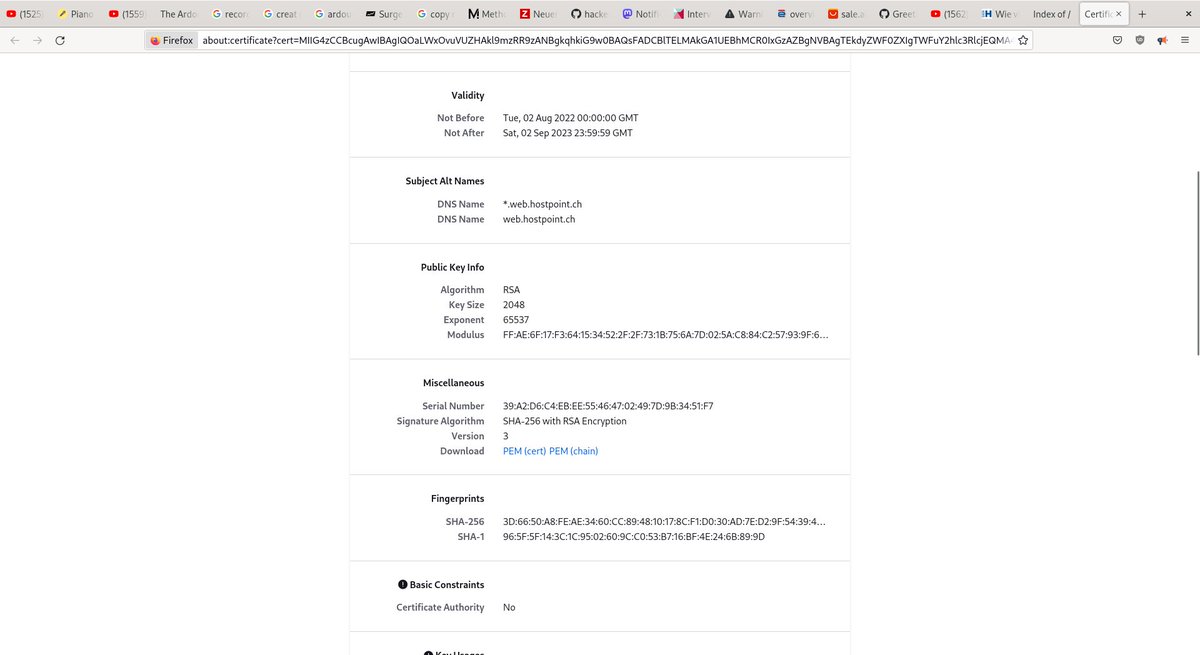 (1525) Piano (1559) The Ardo G recor G creat G ardou Surge G copy r M Meth Z Neuer hacke Notifi Interv Warn overv sale.a Greet (1562) :H Wie v Index of / Certific × +
Firefox about:certificate?cert=
Validity
Not Before Tue, 02 Aug 2022 00:00:00 GMT
Not After Sat, 02 Sep 2023 23:59:59 GMT
Subject Alt Names
DNS Name *.web.hostpoint.ch
DNS Name web.hostpoint.ch
Public Key Info
Algorithm RSA
Key Size 2048
Exponent 65537
Modulus FF:AE:6F:17:F3:64:15:34:52:2F:2F:73:1B:75:6A:7D:02:5A:C8:84:C2:57:93:9F:6…
Miscellaneous
Serial Number 39:A2:D6:C4:EB:EE:55:46:47:02:49:7D:9B:34:51:F7
Signature Algorithm SHA-256 with RSA Encryption
Version 3
Download PEM (cert) PEM (chain)
Fingerprints
SHA-256 3D:66:50:A8:FE:AE:34:60:CC:89:48:10:17:8C:F1:D0:30:AD:7E:D2:9F:54:39:4…
SHA-1 96:5F:5F:14:3C:1C:95:02:60:9C:C0:53:B7:16:BF:4E:24:6B:89:9D
Basic Constraints
Certificate Authority No
Key Usages